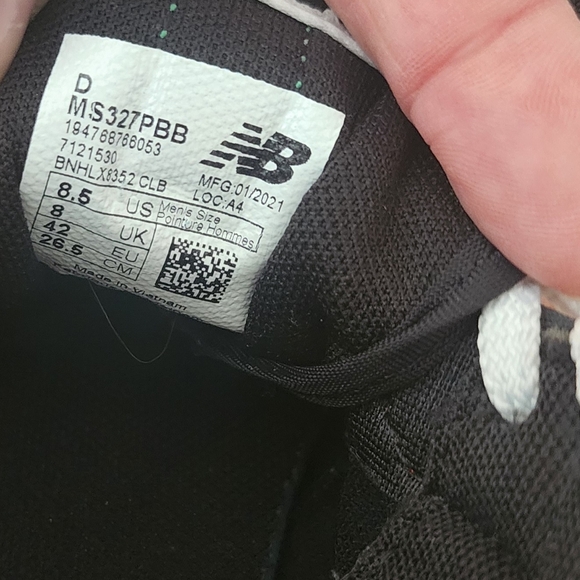 D
MS327PBB
194768766053
7121530
BNHLX8352 CLB
NB
MFG:01/2021
LOC:A4
8.5 US Men's Size
Pointure Hommes
8 UK
42 EU
26.5 CM
Made in Vietnam